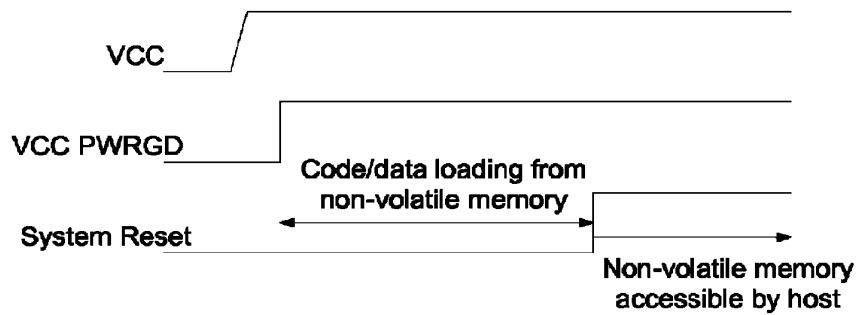 VCC
VCC PWRGD
Code/data loading from
non-volatile memory
System Reset
Non-volatile memory
accessible by host